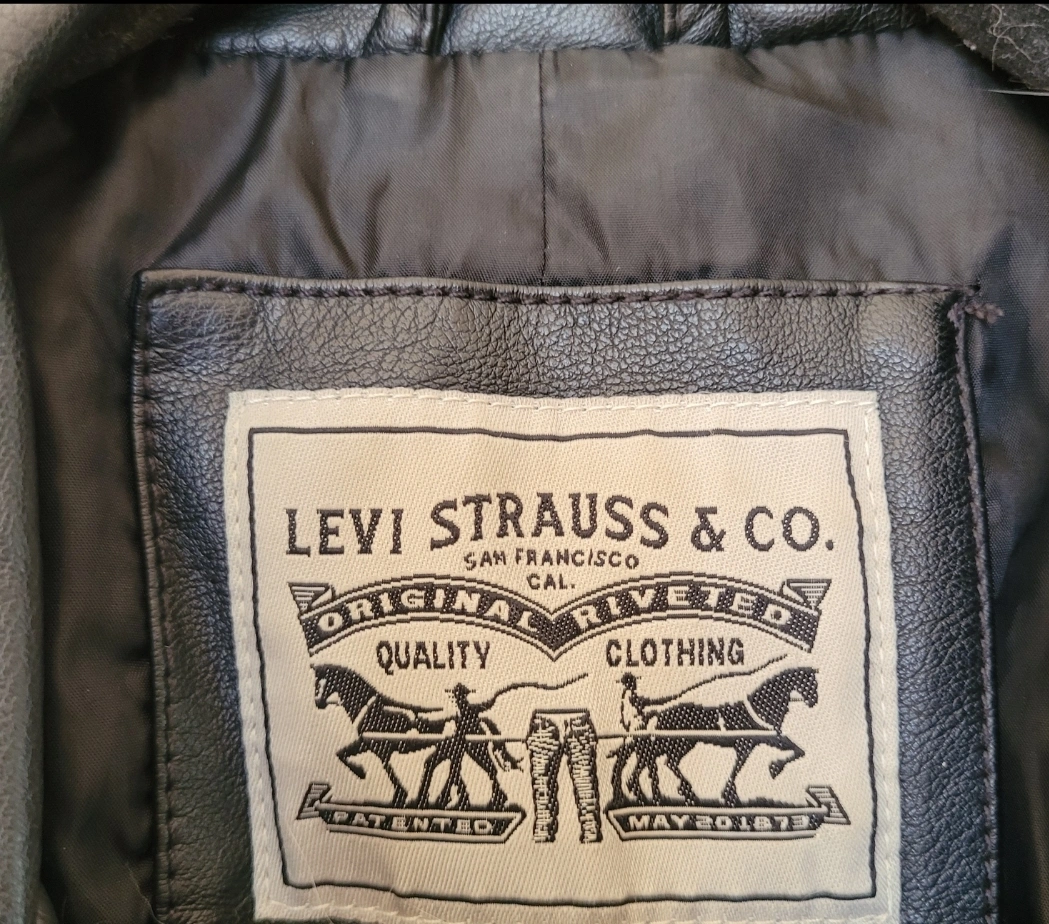 LEVI STRAUSS & CO.
SAN FRANCISCO
CAL.
ORIGINAL RIVETED
QUALITY CLOTHING
PATENTED MAY 20 1873